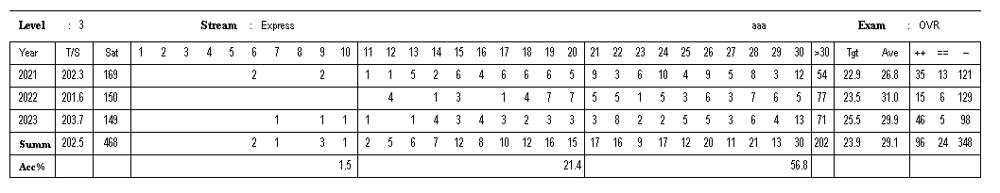 Level : 3 Stream : Express aaa Exam : OVR
Year T/S Sat 1 2 3 4 5 6 7 8 9 10 11 12 13 14 15 16 17 18 19 20 21 22 23 24 25 26 27 28 29 30 >30 Tgt Ave ++ == --
2021 202.3 169 2 2 1 1 5 2 6 4 6 6 6 5 9 3 6 10 4 9 5 8 3 12 54 22.9 26.8 35 13 121
2022 201.6 150 4 1 3 1 4 7 7 5 5 1 5 3 6 3 7 6 5 77 23.5 31.0 15 6 129
2023 203.7 149 1 1 1 1 1 4 3 4 3 2 3 3 3 8 2 2 5 5 3 6 4 13 71 25.5 29.9 46 5 98
Summ 202.5 468 2 1 3 1 2 5 6 7 12 8 10 12 16 15 17 16 9 17 12 20 11 21 13 30 202 23.9 29.1 96 24 348
Acc% 1.5 21.4 56.8